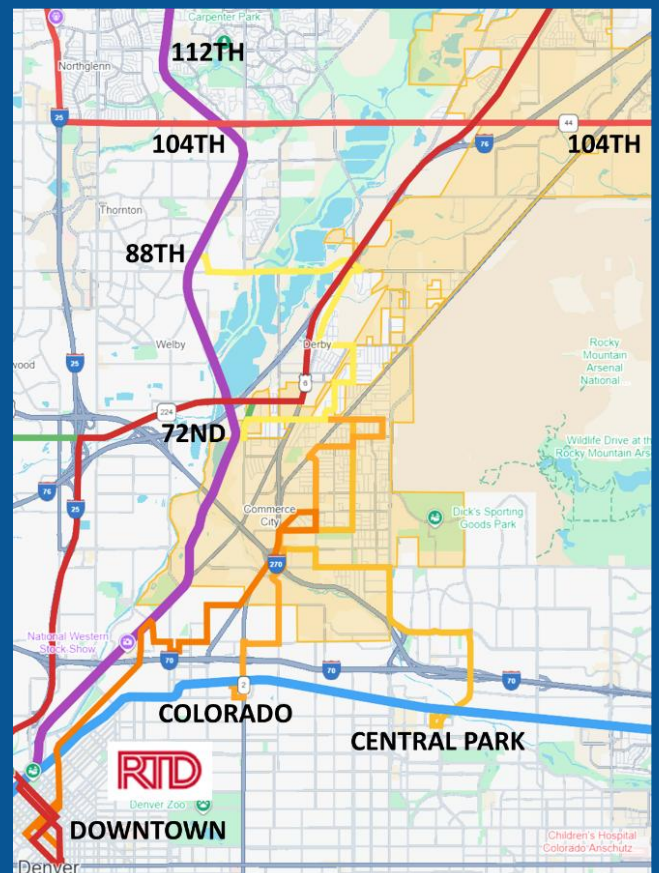 Carpenter Park
112TH
Northglenn
25
44
104TH
104TH
76
Thornton
88TH
Rocky
Mountain
Arsenal
National
Welby
Derby
wood
25
6
224
72ND
Wildlife Drive at th
Rocky Mountain Ars
76
25
Commerce
City
Dick's Sporting
Goods Park
270
National Western
Stock Show
70
70
70
2
COLORADO
CENTRAL PARK
RTD
Denver Zoo
DOWNTOWN
Children's Hospital
Colorado Anschutz
Denver